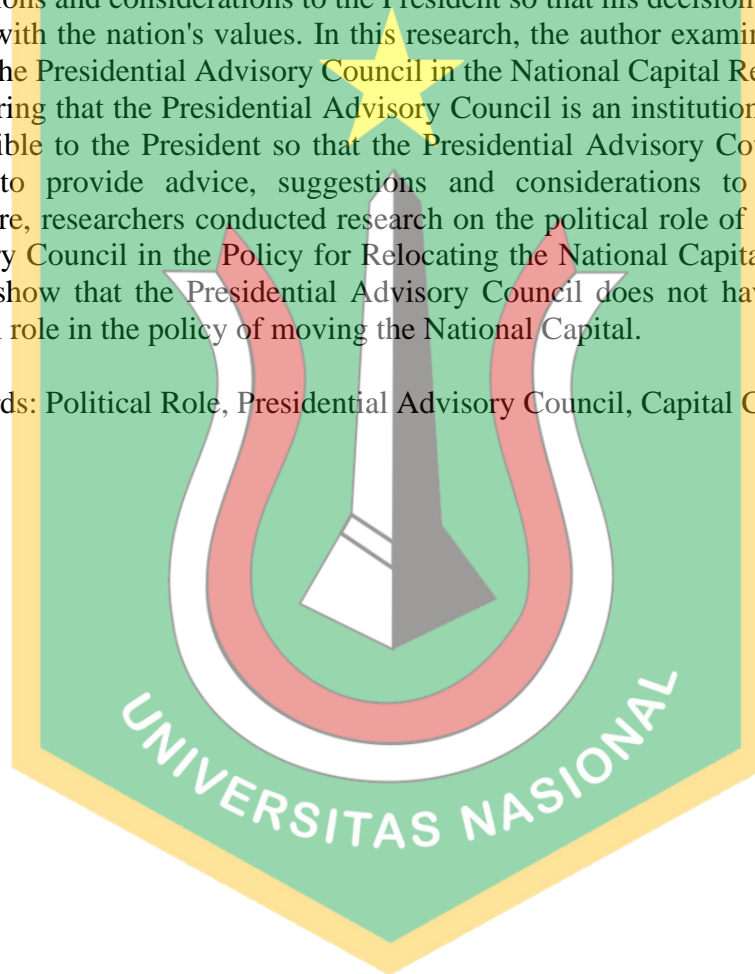 ons and considerations to the President so that his decision
with the nation's values. In this research, the author examin
he Presidential Advisory Council in the National Capital Re
ring that the Presidential Advisory Council is an institution
ible to the President so that the Presidential Advisory Cou
to provide advice, suggestions and considerations to
re, researchers conducted research on the political role of
ry Council in the Policy for Relocating the National Capita
show that the Presidential Advisory Council does not hav
role in the policy of moving the National Capital.
ds: Political Role, Presidential Advisory Council, Capital C
UNIVERSITAS NASIONAL